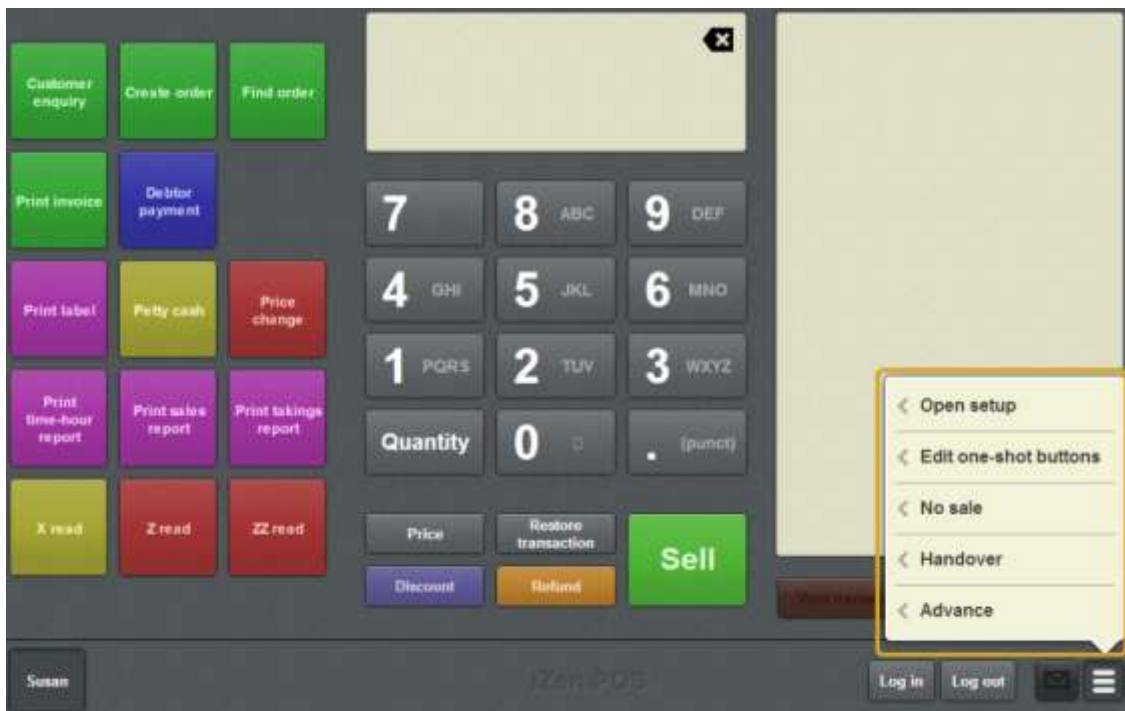 Customer
enquiry
Create order
Find order
Print invoice
Debtor
payment
Print label
Petty cash
Price
change
Print
time-hour
report
Print sales
report
Print takings
report
X read
Z read
ZZ read
7
8 ABC
9 DEF
4 GHI
5 JKL
6 MNO
1 PQRS
2 TUV
3 WXYZ
Quantity
0
. (punct)
Price
Restore
transaction
Sell
Discount
Refund
Open setup
Edit one-shot buttons
No sale
Handover
Advance
Susan
iZen POS
Log in
Log out